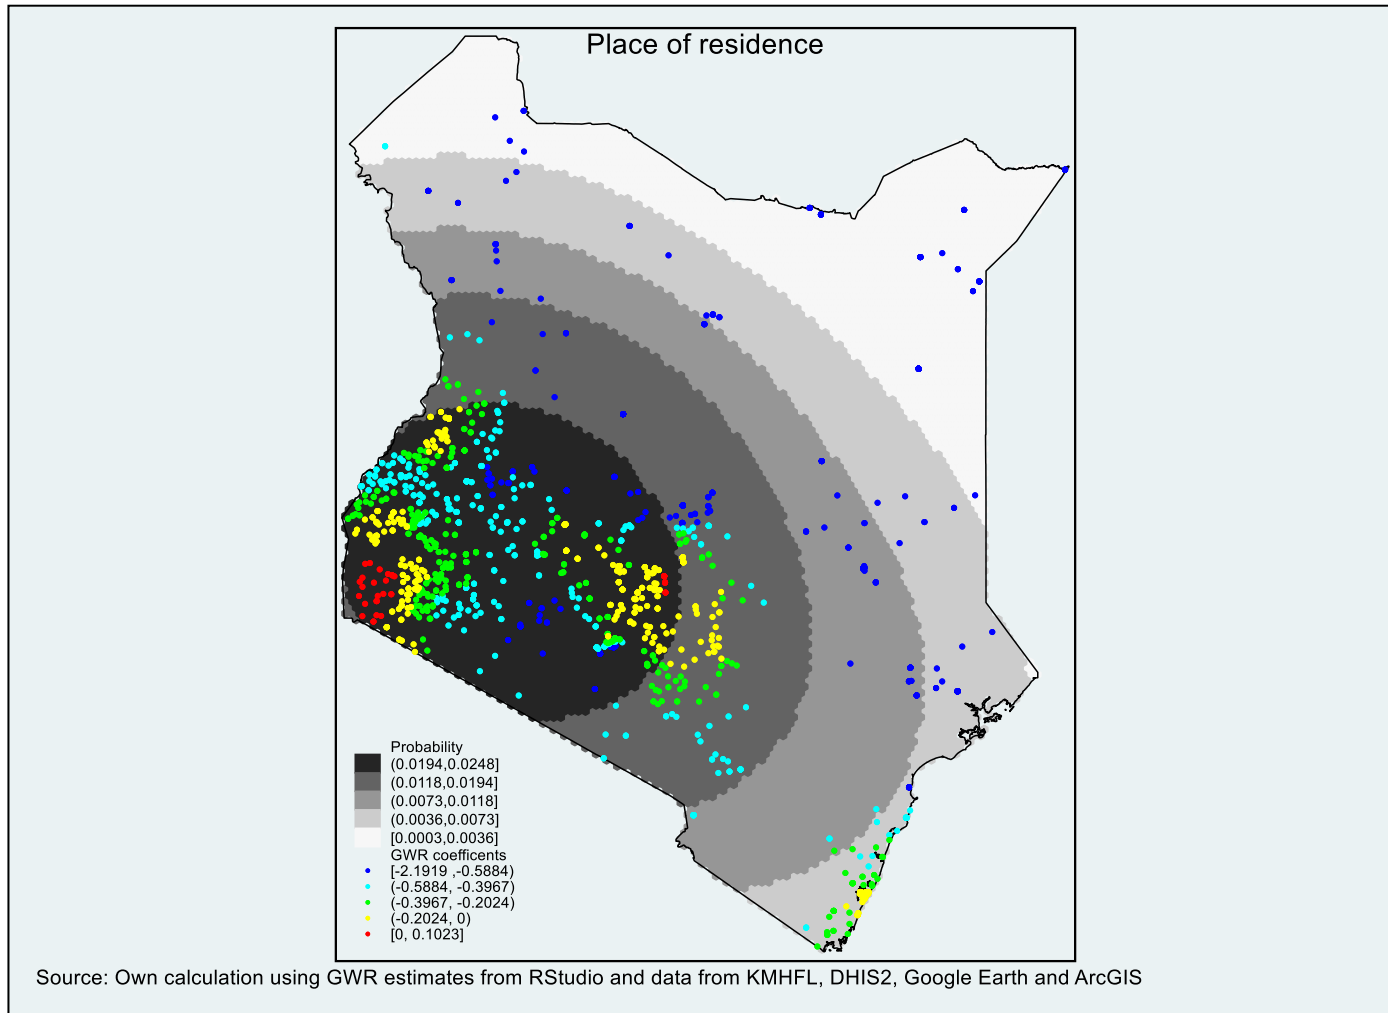 Place of residence
Probability
(0.0194,0.0248]
(0.0118,0.0194]
(0.0073,0.0118]
(0.0036,0.0073]
[0.0003,0.0036]
GWR coefficents
[-2.1919 ,-0.5884)
(-0.5884, -0.3967)
(-0.3967, -0.2024)
(-0.2024, 0)
[0, 0.1023]
Source: Own calculation using GWR estimates from RStudio and data from KMHFL, DHIS2, Google Earth and ArcGIS